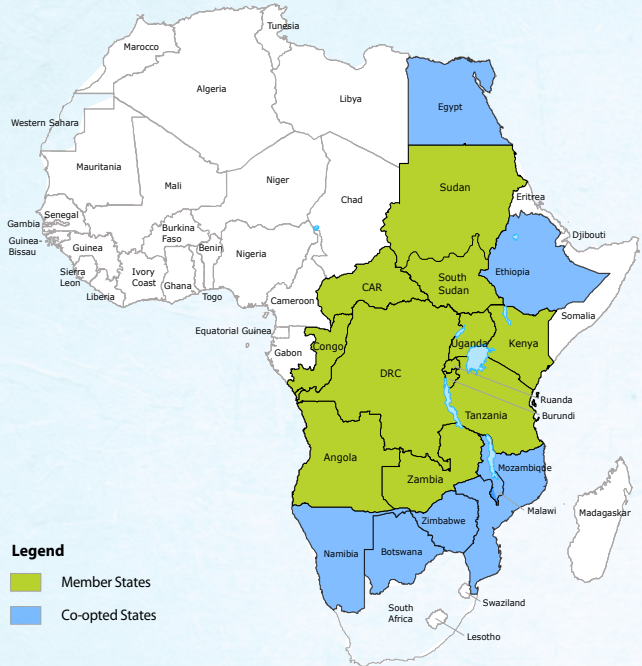 Tunesia
Marocco
Algeria
Libya
Egypt
Western Sahara
Mauritania
Mali
Niger
Chad
Sudan
Eritrea
Senegal
Gambia
Guinea-
Bissau
Guinea
Burkina
Faso
Benin
Nigeria
Djibouti
Sierra
Leon
Liberia
Ivory
Coast
Ghana
Togo
Cameroon
CAR
South
Sudan
Ethiopia
Somalia
Equatorial Guinea
Gabon
Congo
Uganda
Kenya
DRC
Ruanda
Burundi
Tanzania
Angola
Zambia
Mozambiqde
Malawi
Madagaskar
Zimbabwe
Namibia
Botswana
Swaziland
South
Africa
Lesotho
Legend
Member States
Co-opted States